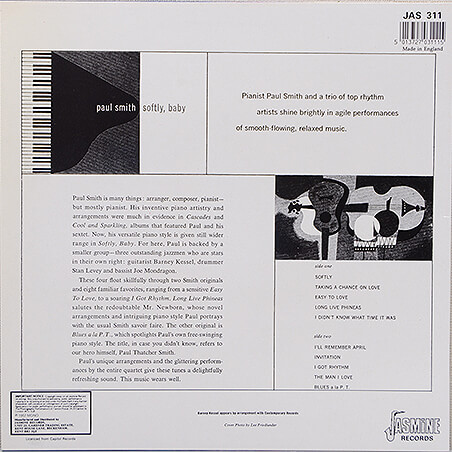 JAS 311
5 013727 031115
Made in England
paul smith softly, baby
Pianist Paul Smith and a trio of top rhythm
artists shine brightly in agile performances
of smooth-flowing, relaxed music.
Paul Smith is many things: arranger, composer, pianist—
but mostly pianist. His inventive piano artistry and
arrangements were much in evidence in Cascades and
Cool and Sparkling, albums that featured Paul and his
sextet. Now, his versatile piano style is given still wider
range in Softly, Baby. For here, Paul is backed by a
smaller group—three outstanding jazzmen who are stars
in their own right: guitarist Barney Kessel, drummer
Stan Levey and bassist Joe Mondragon.
These four float skillfully through two Smith originals
and eight familiar favorites, ranging from a sensitive Easy
To Love, to a soaring I Got Rhythm. Long Live Phineas
salutes the redoubtable Mr. Newborn, whose novel
arrangements and intriguing piano style Paul portrays
with the usual Smith savoir faire. The other original is
Blues a la P.T., which spotlights Paul's own free-swinging
piano style. The title, in case you didn't know, refers to
our hero himself, Paul Thatcher Smith.
Paul's unique arrangements and the glittering perform-
ances by the entire quartet give these tunes a delightfully
refreshing sound. This music wears well.
side one
SOFTLY
TAKING A CHANCE ON LOVE
EASY TO LOVE
LONG LIVE PHINEAS
I DIDN'T KNOW WHAT TIME IT WAS
side two
I'LL REMEMBER APRIL
INVITATION
I GOT RHYTHM
THE MAN I LOVE
BLUES a la P. T.
IMPORTANT NOTICE
Manufactured and distributed by
JASMINE RECORDS
Licensed from Capitol Records
Barney Kessel appears by arrangement with Contemporary Records
Cover Photo by Lee Friedlander
JASMINE
RECORDS